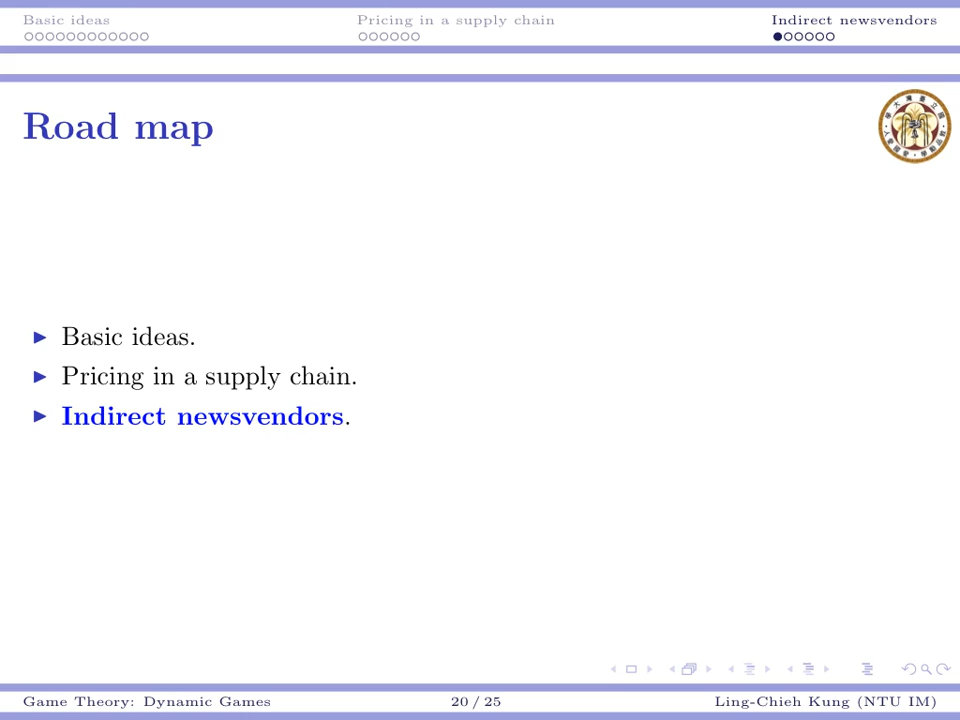 Basic ideas
Pricing in a supply chain
Indirect newsvendors
Road map
Basic ideas.
Pricing in a supply chain.
Indirect newsvendors.
Game Theory: Dynamic Games
20 / 25
Ling-Chieh Kung (NTU IM)